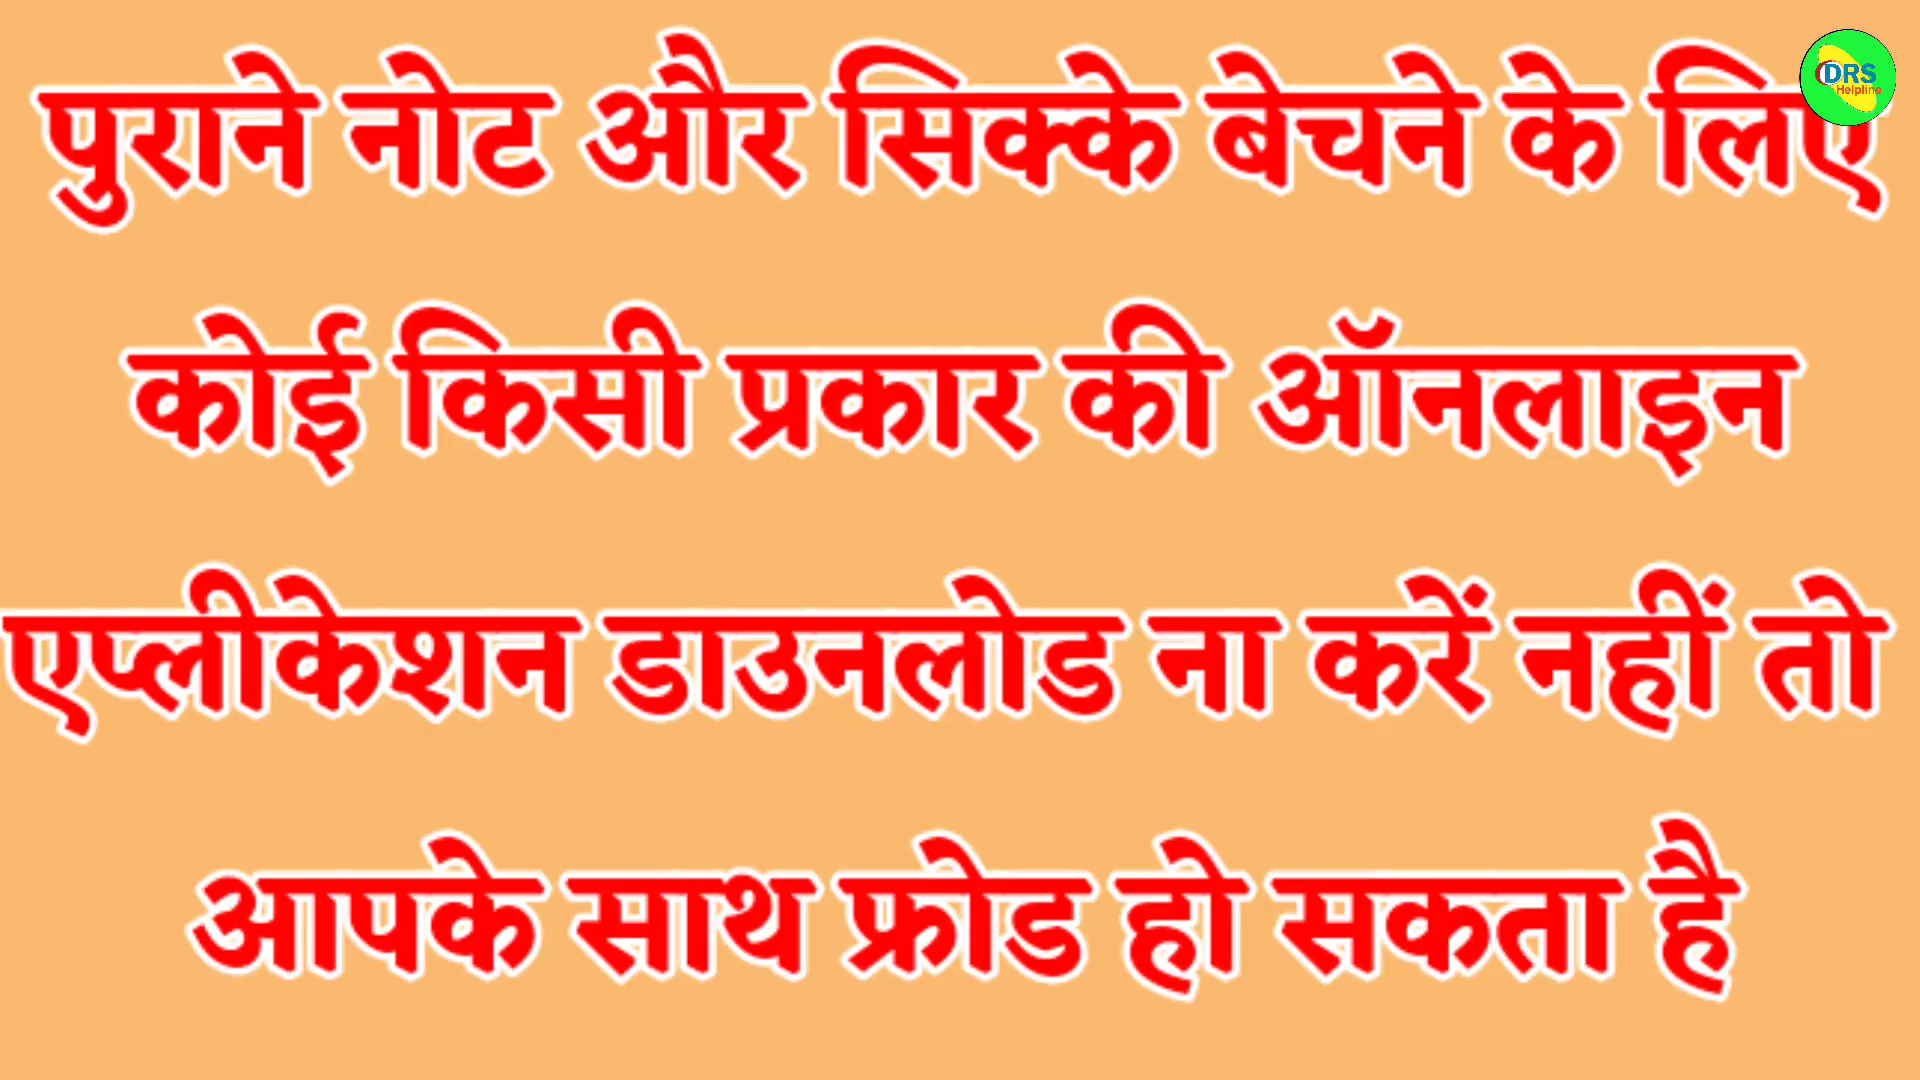 पुराने नोट और सिक्के बेचने के लिए
कोई किसी प्रकार की ऑनलाइन
एप्लीकेशन डाउनलोड ना करें नहीं तो
आपके साथ फ्रोड हो सकता है
DRS
Helpline